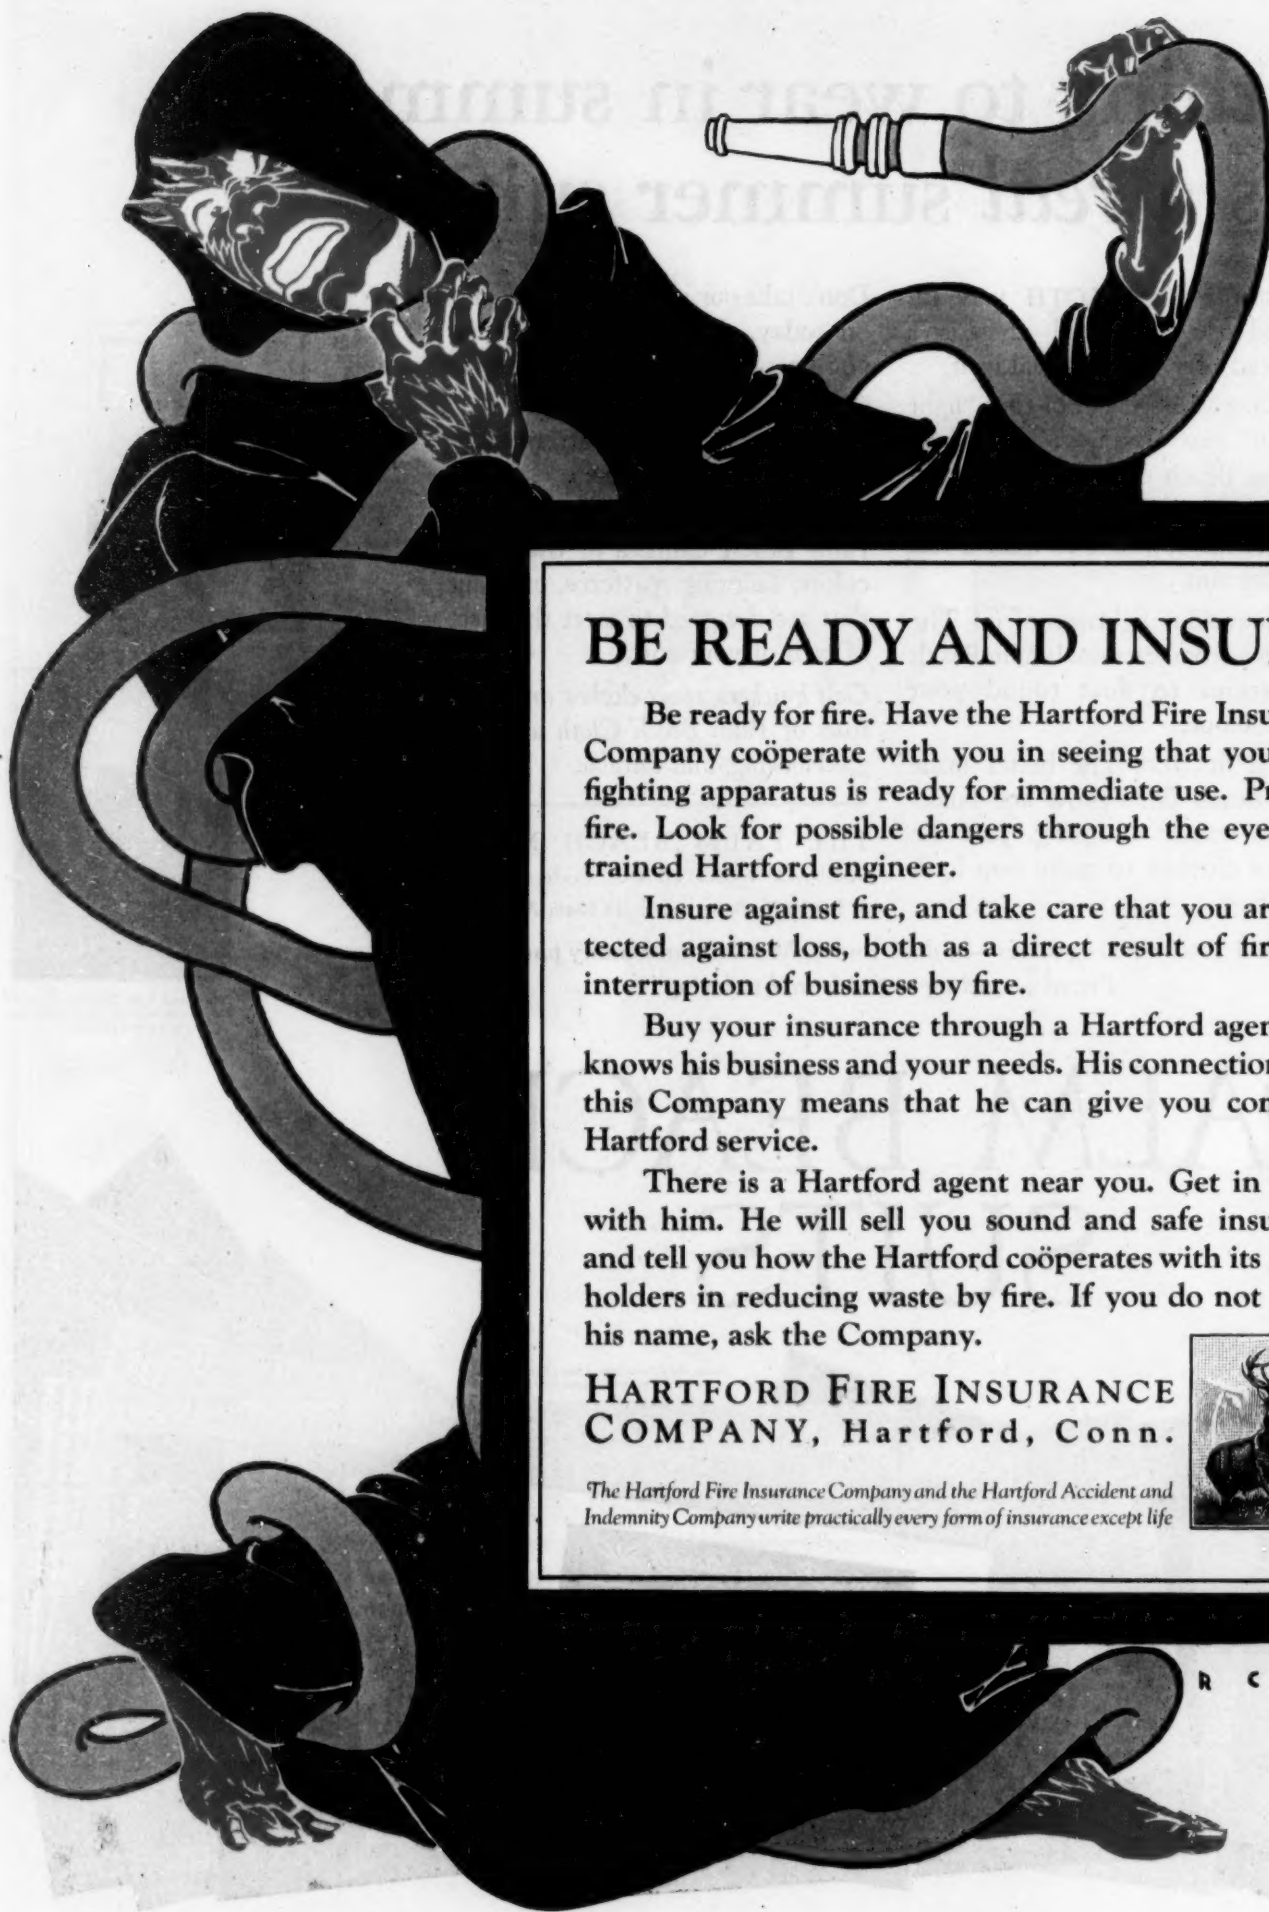 BE READY AND INSU
Be ready for fire. Have the Hartford Fire Insu
Company coöperate with you in seeing that you
fighting apparatus is ready for immediate use. Pr
fire. Look for possible dangers through the eye
trained Hartford engineer.
Insure against fire, and take care that you ar
tected against loss, both as a direct result of fir
interruption of business by fire.
Buy your insurance through a Hartford agen
knows his business and your needs. His connection
this Company means that he can give you com
Hartford service.
There is a Hartford agent near you. Get in
with him. He will sell you sound and safe insu
and tell you how the Hartford coöperates with its
holders in reducing waste by fire. If you do not
his name, ask the Company.
HARTFORD FIRE INSURANCE
COMPANY, Hartford, Conn.
The Hartford Fire Insurance Company and the Hartford Accident and
Indemnity Company write practically every form of insurance except life
R C